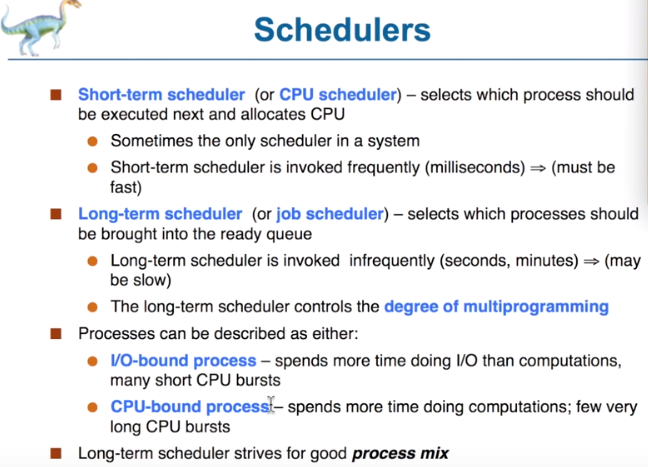 Schedulers
■ Short-term scheduler (or CPU scheduler) – selects which process should
be executed next and allocates CPU
● Sometimes the only scheduler in a system
● Short-term scheduler is invoked frequently (milliseconds) ⇒ (must be
fast)
■ Long-term scheduler (or job scheduler) – selects which processes should
be brought into the ready queue
● Long-term scheduler is invoked infrequently (seconds, minutes) ⇒ (may
be slow)
● The long-term scheduler controls the degree of multiprogramming
■ Processes can be described as either:
● I/O-bound process – spends more time doing I/O than computations,
many short CPU bursts
● CPU-bound process – spends more time doing computations; few very
long CPU bursts
■ Long-term scheduler strives for good process mix